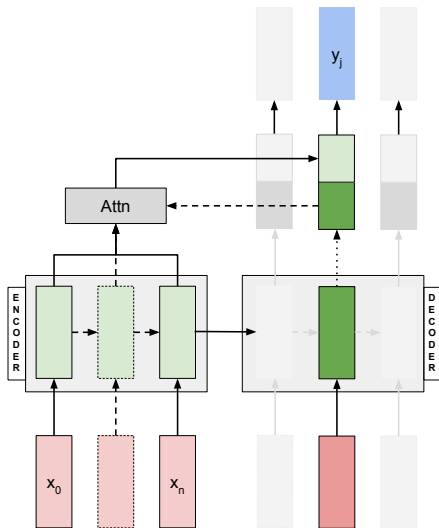 y_j
Attn
ENCODER
DECODER
x_0
x_n